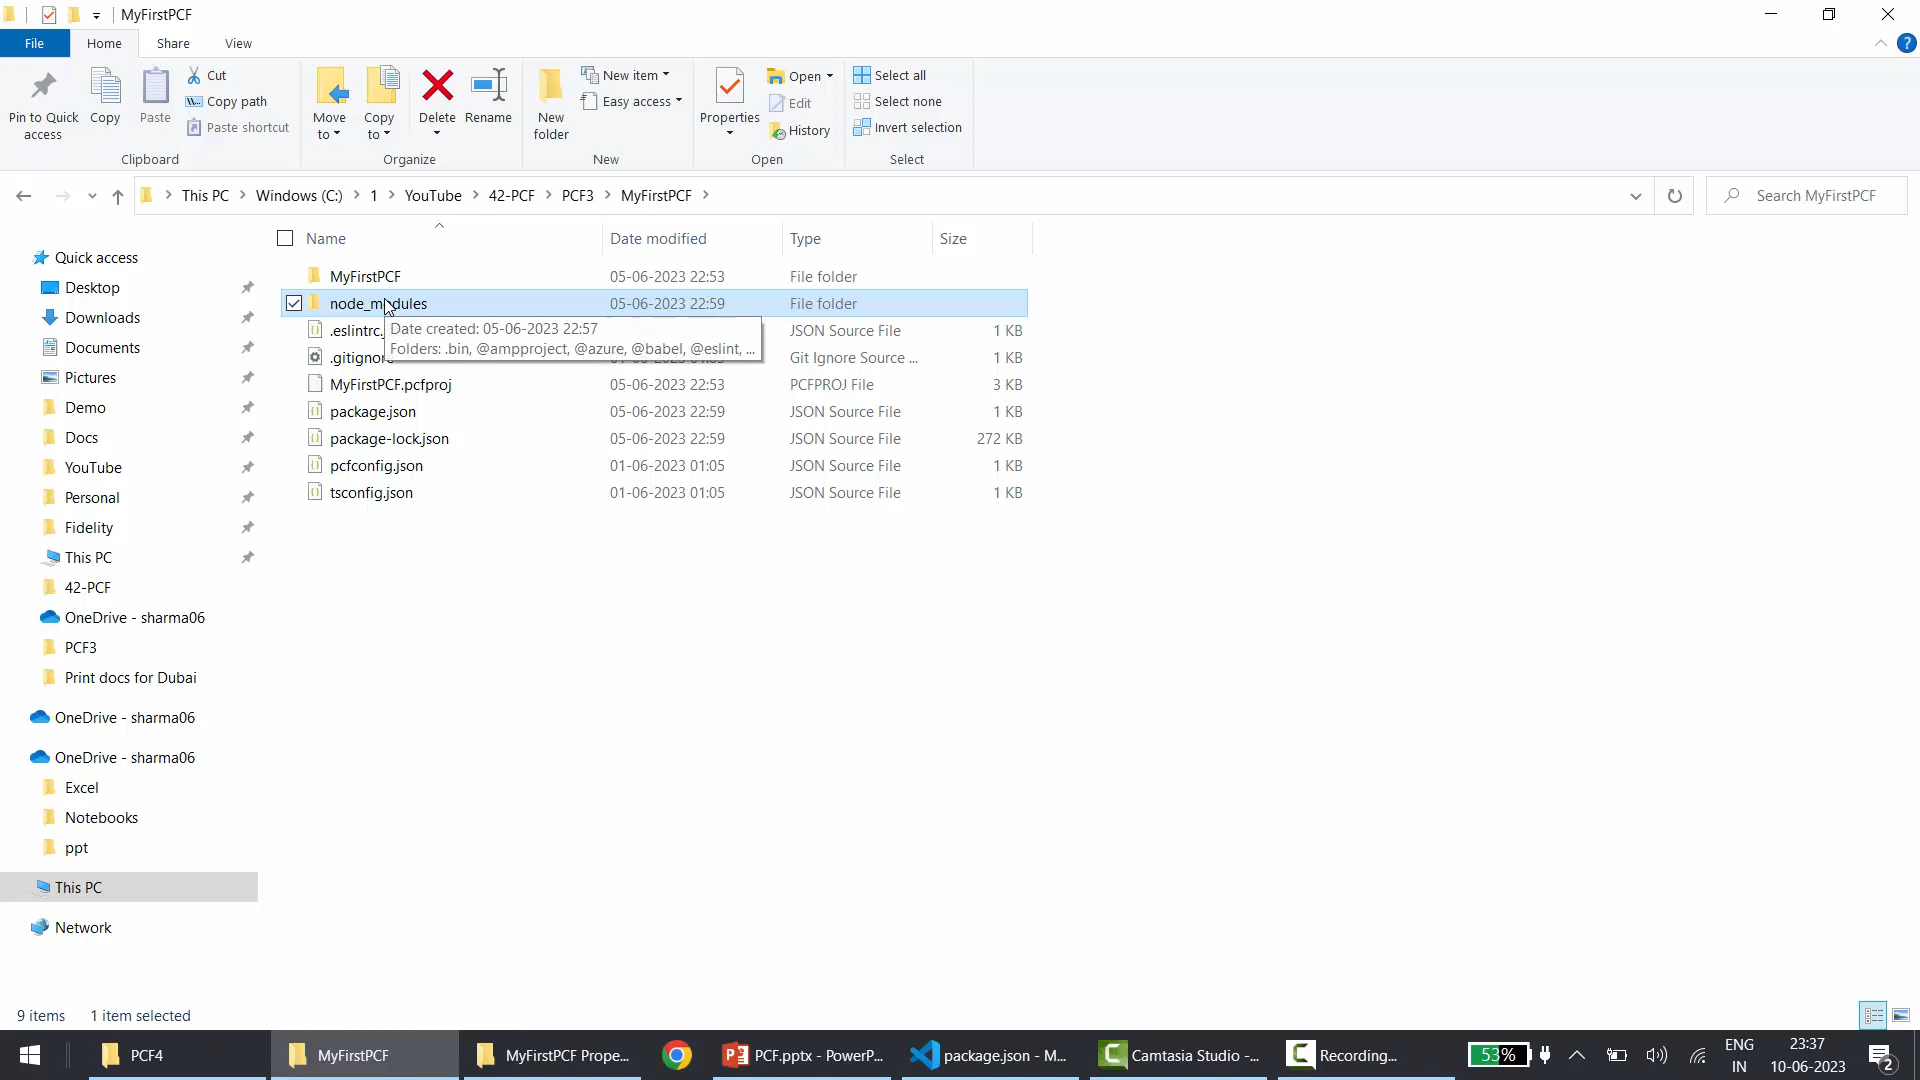 MyFirstPCF
File
Home
Share
View
Pin to Quick access
Copy
Paste
Cut
Copy path
Paste shortcut
Clipboard
Move to
Copy to
Delete
Rename
Organize
New folder
New item
Easy access
New
Properties
Open
Edit
History
Open
Select all
Select none
Invert selection
Select
This PC
Windows (C:)
1
YouTube
42-PCF
PCF3
MyFirstPCF
Search MyFirstPCF
Name
Date modified
Type
Size
MyFirstPCF 05-06-2023 22:53 File folder
node_modules 05-06-2023 22:59 File folder
.eslintrc. JSON Source File 1 KB
.gitignore Git Ignore Source ... 1 KB
Date created: 05-06-2023 22:57
Folders: .bin, @ampproject, @azure, @babel, @eslint, ...
MyFirstPCF.pcfproj 05-06-2023 22:53 PCFPROJ File 3 KB
package.json 05-06-2023 22:59 JSON Source File 1 KB
package-lock.json 05-06-2023 22:59 JSON Source File 272 KB
pcfconfig.json 01-06-2023 01:05 JSON Source File 1 KB
tsconfig.json 01-06-2023 01:05 JSON Source File 1 KB
Quick access
Desktop
Downloads
Documents
Pictures
Demo
Docs
YouTube
Personal
Fidelity
This PC
42-PCF
OneDrive - sharma06
PCF3
Print docs for Dubai
OneDrive - sharma06
OneDrive - sharma06
Excel
Notebooks
ppt
This PC
Network
9 items
1 item selected
PCF4
MyFirstPCF
MyFirstPCF Prope...
PCF.pptx - PowerP...
package.json - M...
Camtasia Studio -...
Recording...
53%
ENG
IN
23:37
10-06-2023
2